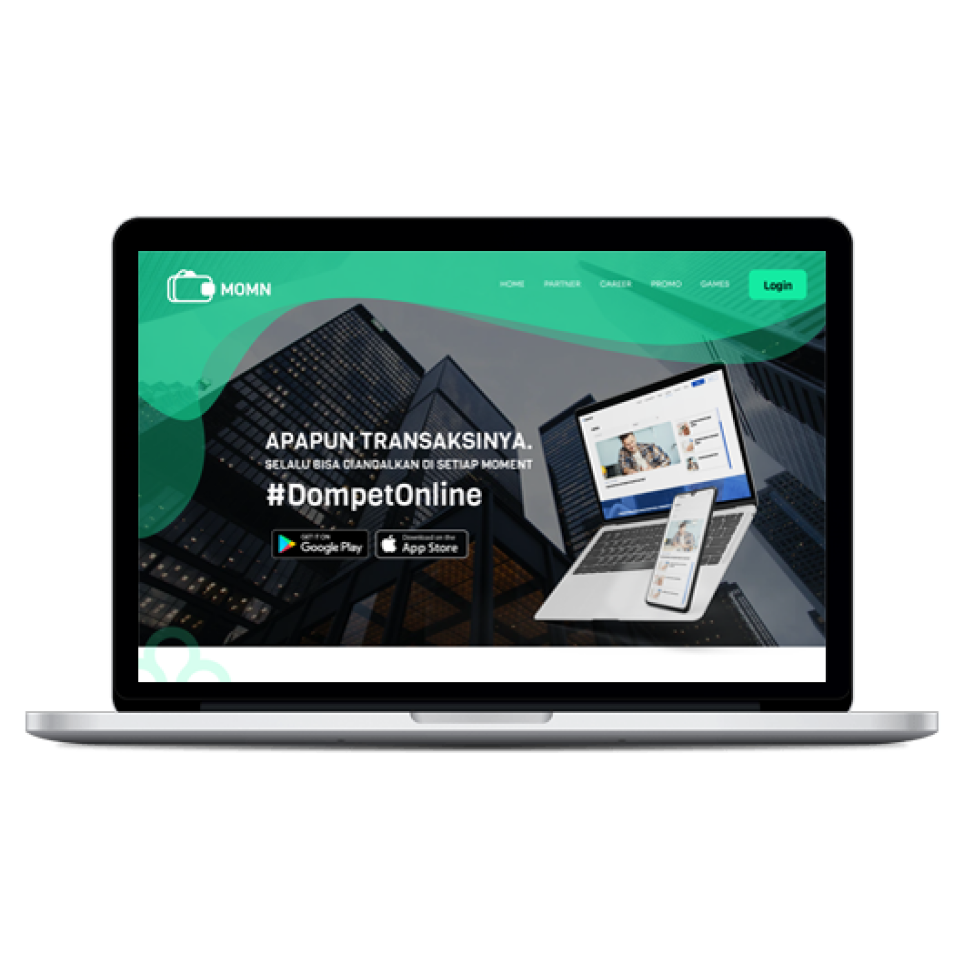 MOMN
HOME PARTNER CAREER PROMO GAMES Login
APAPUN TRANSAKSINYA.
SELALU BISA DIANDALKAN DI SETIAP MOMENT
#DompetOnline
GET IT ON
Google Play
Download on the
App Store